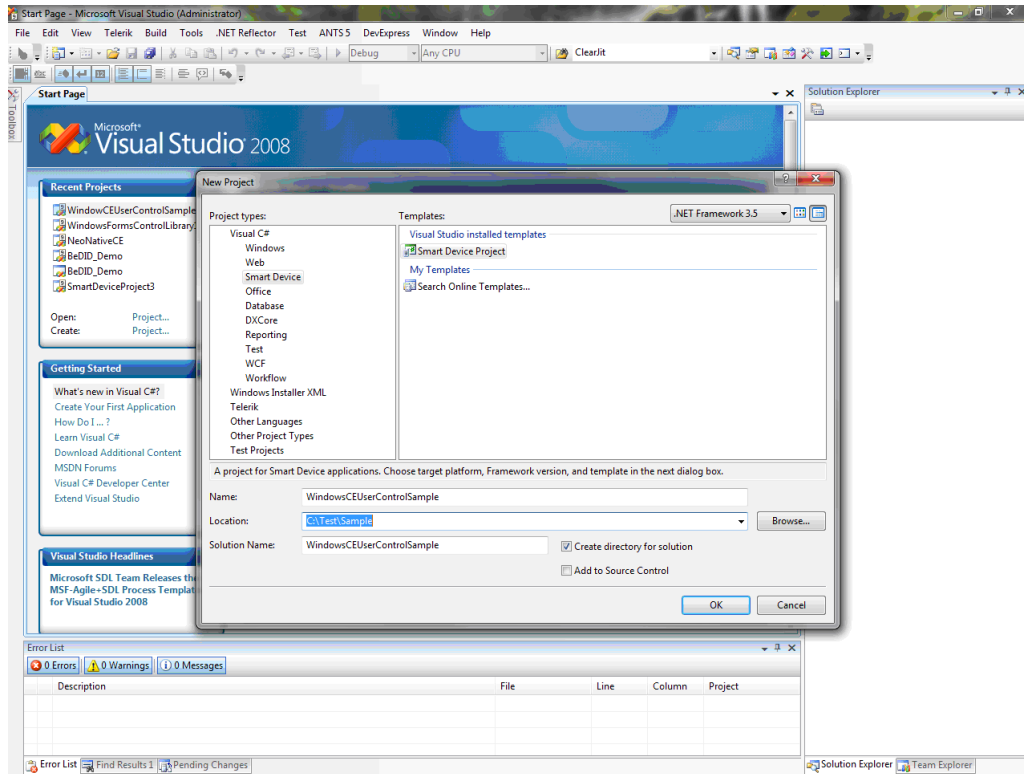 Start Page - Microsoft Visual Studio (Administrator)
File Edit View Telerik Build Tools .NET Reflector Test ANTS 5 DevExpress Window Help
Debug Any CPU ClearJit
Start Page
Toolbox
Microsoft®
Visual Studio 2008
Recent Projects
WindowCEUserControlSample
WindowsFormsControlLibrary
NeoNativeCE
BeDID_Demo
BeDID_Demo
SmartDeviceProject3
Open: Project...
Create: Project...
Getting Started
What's new in Visual C#?
Create Your First Application
How Do I ... ?
Learn Visual C#
Download Additional Content
MSDN Forums
Visual C# Developer Center
Extend Visual Studio
Visual Studio Headlines
Microsoft SDL Team Releases the
MSF-Agile+SDL Process Templat
for Visual Studio 2008
New Project
Project types:
Visual C#
Windows
Web
Smart Device
Office
Database
DXCore
Reporting
Test
WCF
Workflow
Windows Installer XML
Telerik
Other Languages
Other Project Types
Test Projects
Templates:
.NET Framework 3.5
Visual Studio installed templates
Smart Device Project
My Templates
Search Online Templates...
A project for Smart Device applications. Choose target platform, Framework version, and template in the next dialog box.
Name: WindowsCEUserControlSample
Location: C:\Test\Sample Browse...
Solution Name: WindowsCEUserControlSample
Create directory for solution
Add to Source Control
OK Cancel
Solution Explorer
Error List
0 Errors 0 Warnings 0 Messages
Description File Line Column Project
Error List Find Results 1 Pending Changes
Solution Explorer Team Explorer